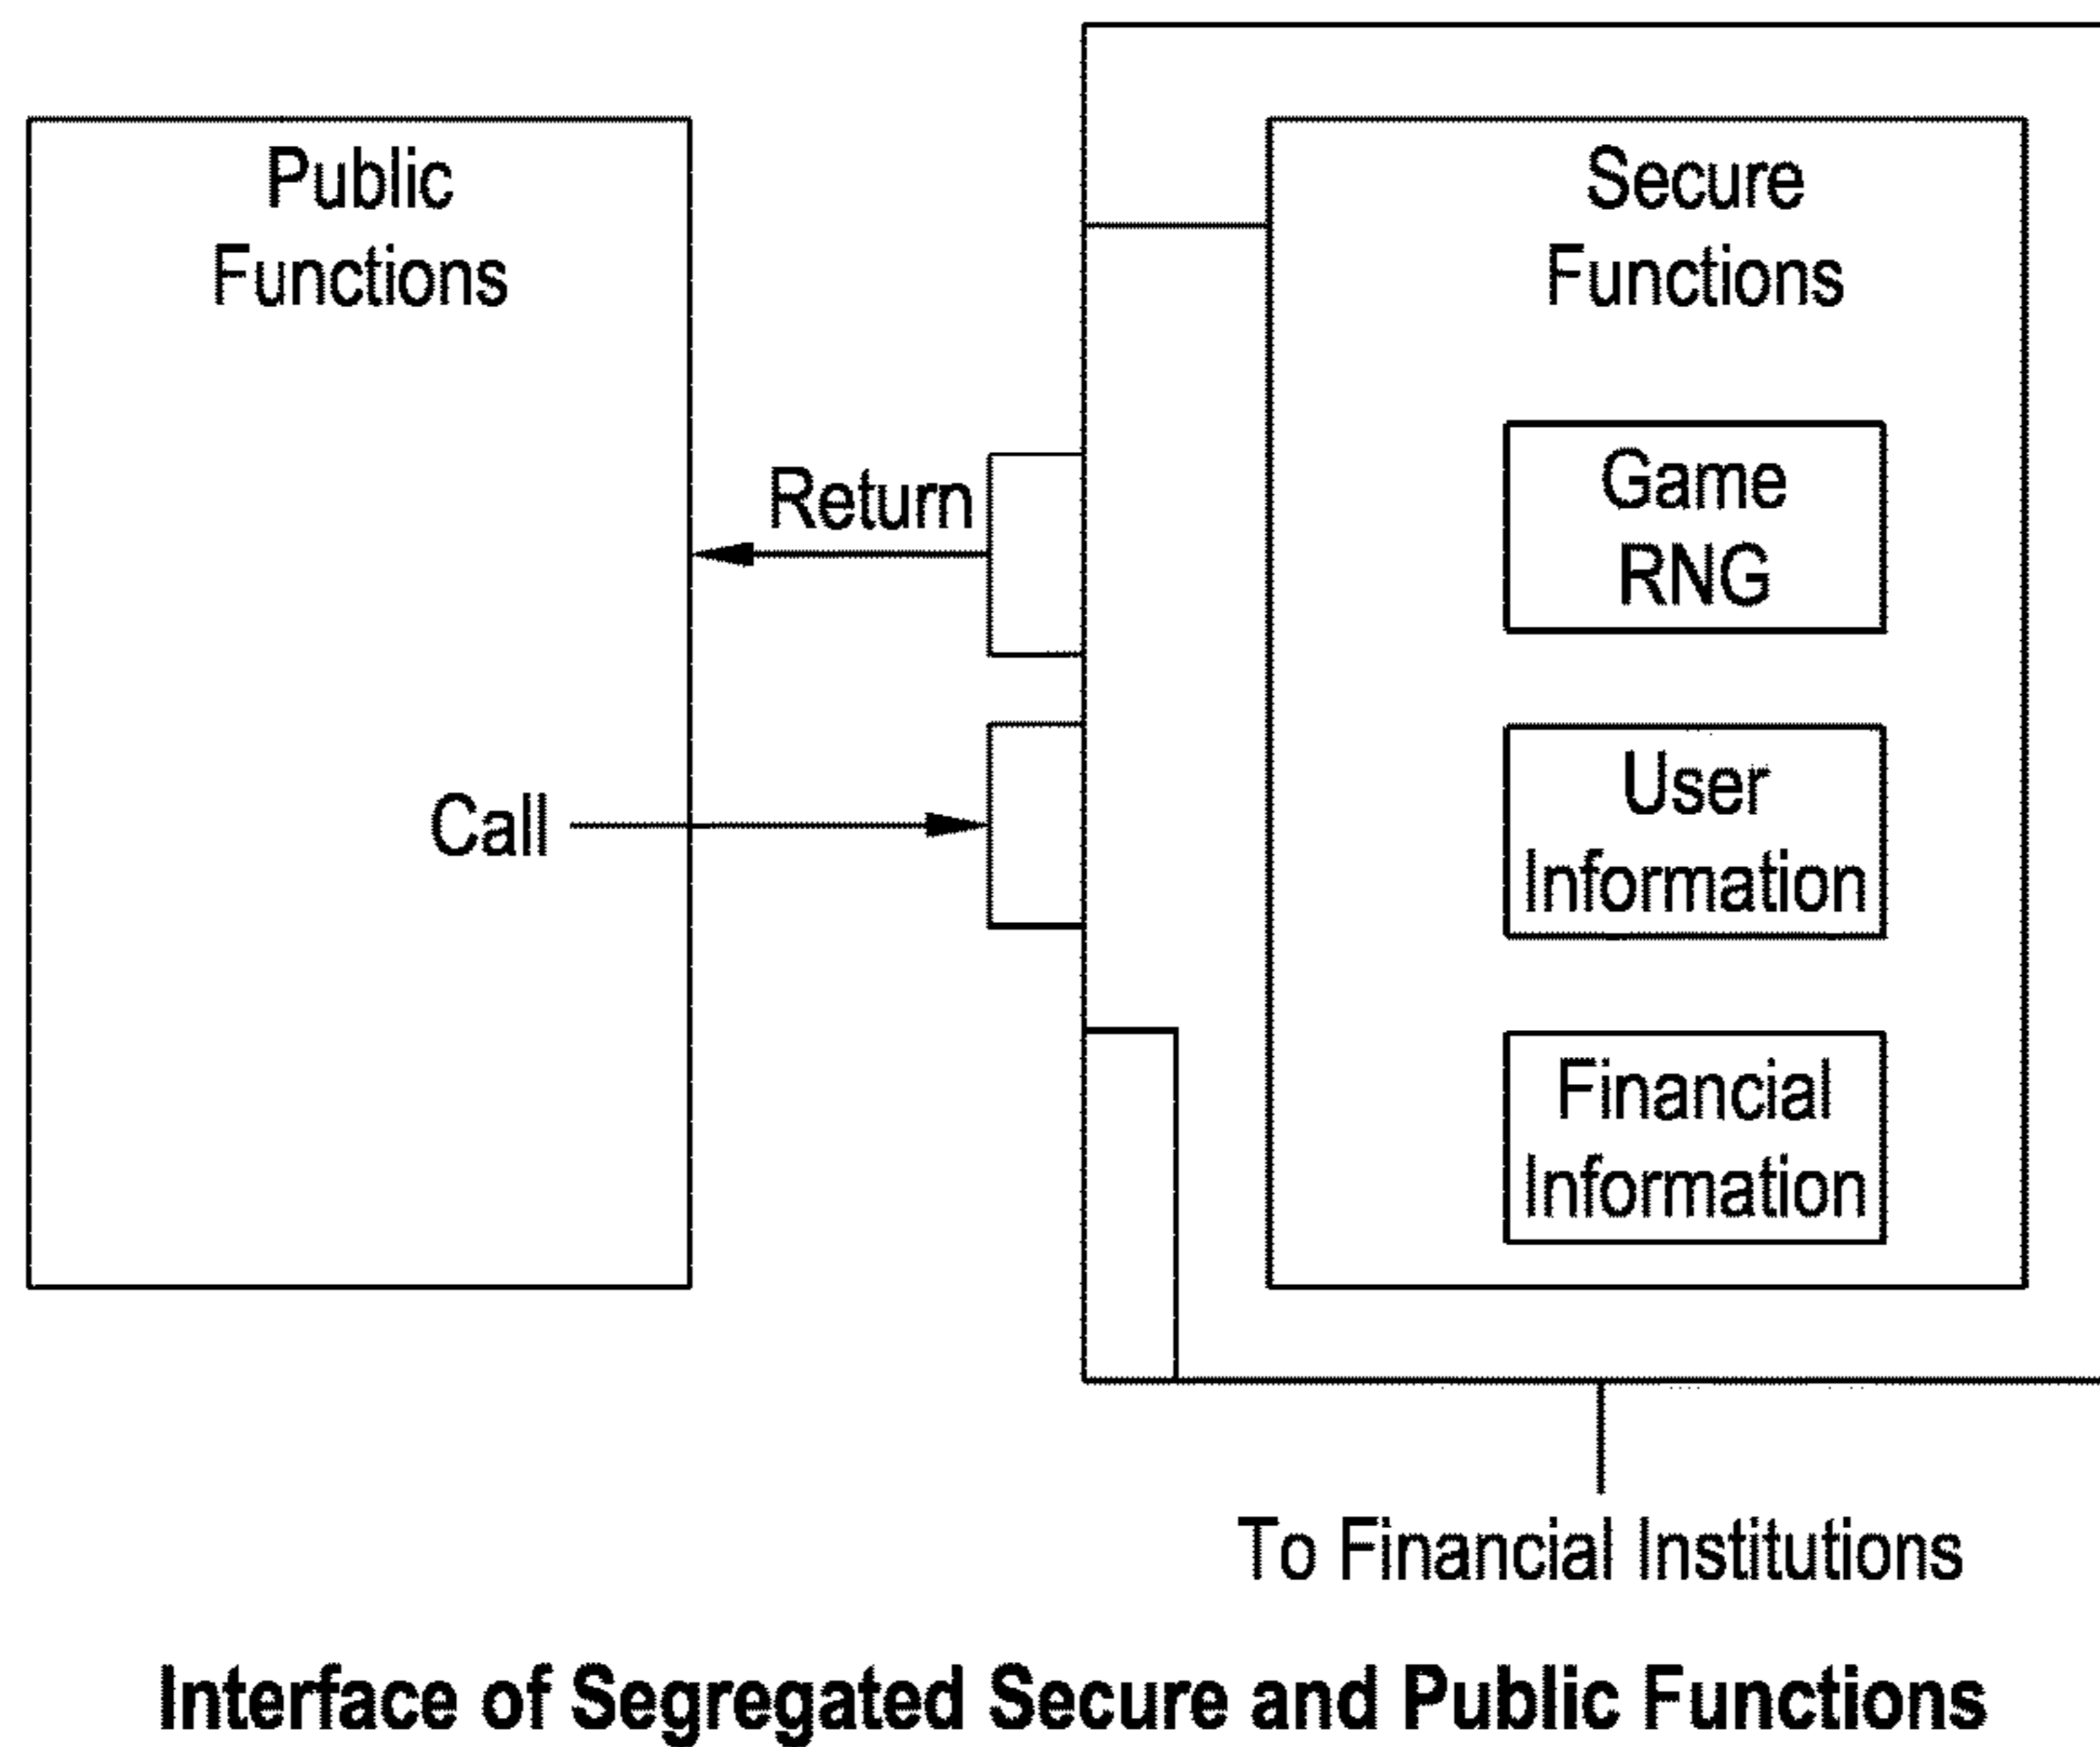 Public
Functions
Secure
Functions
Return
Game
RNG
Call
User
Information
Financial
Information
To Financial Institutions
Interface of Segregated Secure and Public Functions